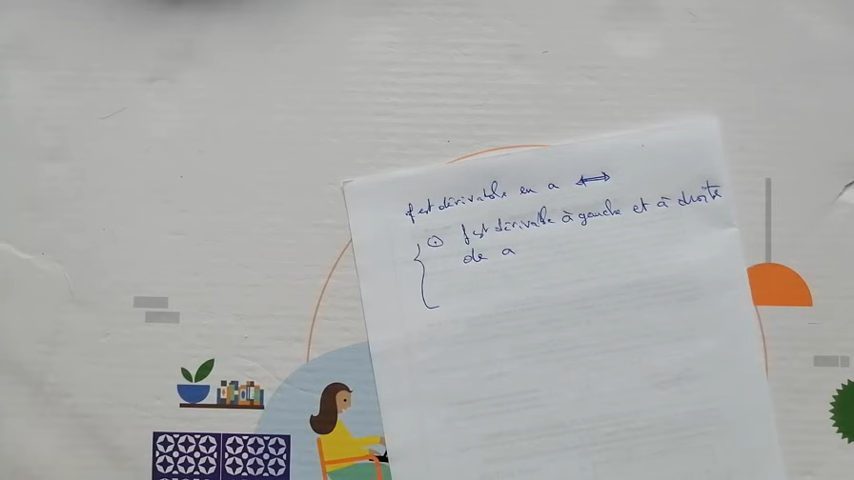 f est dérivable en a ⟺
① f est dérivable à gauche et à droite
de a